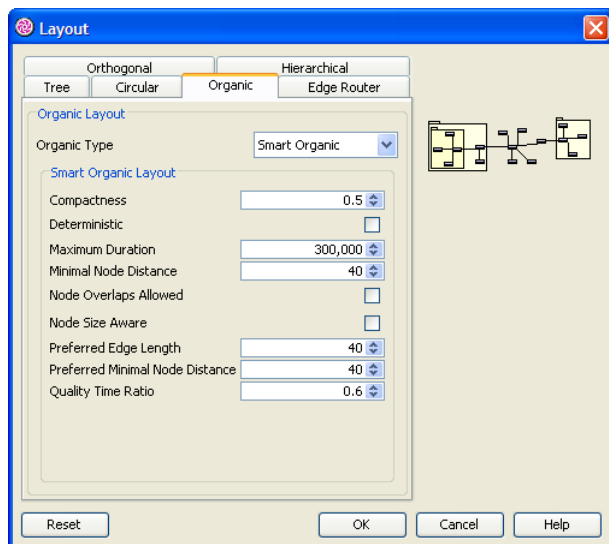 Layout
Orthogonal Hierarchical
Tree Circular Organic Edge Router
Organic Layout
Organic Type Smart Organic
Smart Organic Layout
Compactness 0.5
Deterministic
Maximum Duration 300,000
Minimal Node Distance 40
Node Overlaps Allowed
Node Size Aware
Preferred Edge Length 40
Preferred Minimal Node Distance 40
Quality Time Ratio 0.6
Reset OK Cancel Help